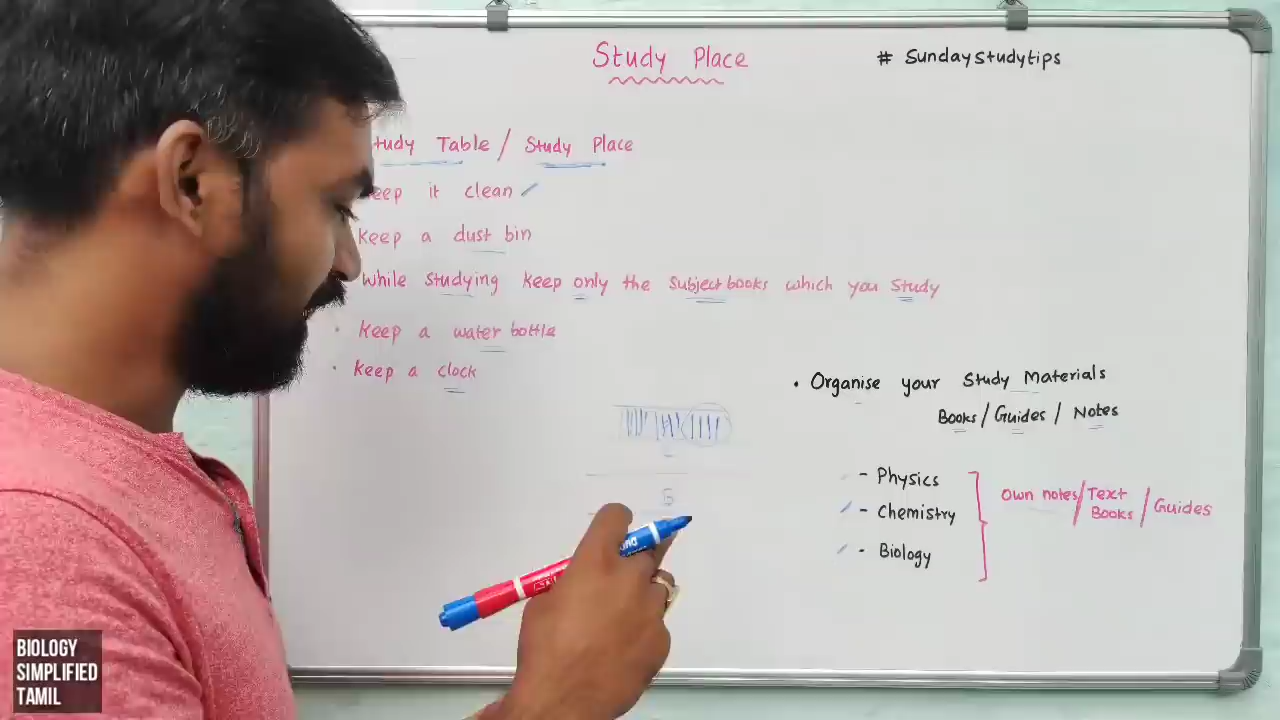 Study Place
# Sundaystudytips
tudy Table / Study Place
eep it clean
keep a dust bin
While studying keep only the Subject books which you Study
• keep a water bottle
• keep a clock
• Organise your Study Materials
Books / Guides / Notes
- Physics
- Chemistry
- Biology
Own notes / Text Books / Guides
BIOLOGY
SIMPLIFIED
TAMIL